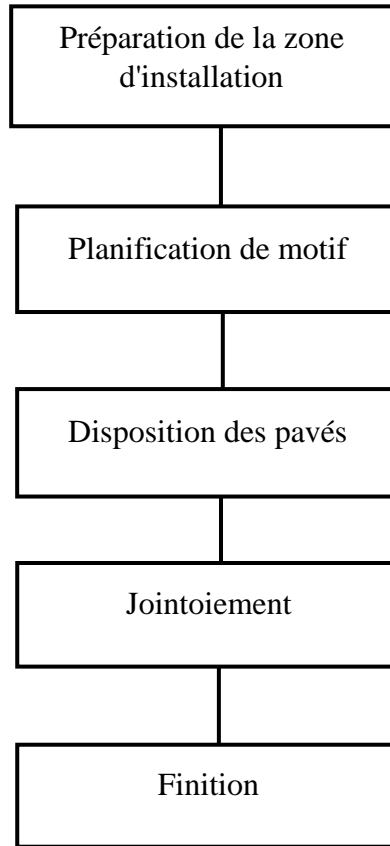 Préparation de la zone
d'installation
Planification de motif
Disposition des pavés
Jointoiement
Finition